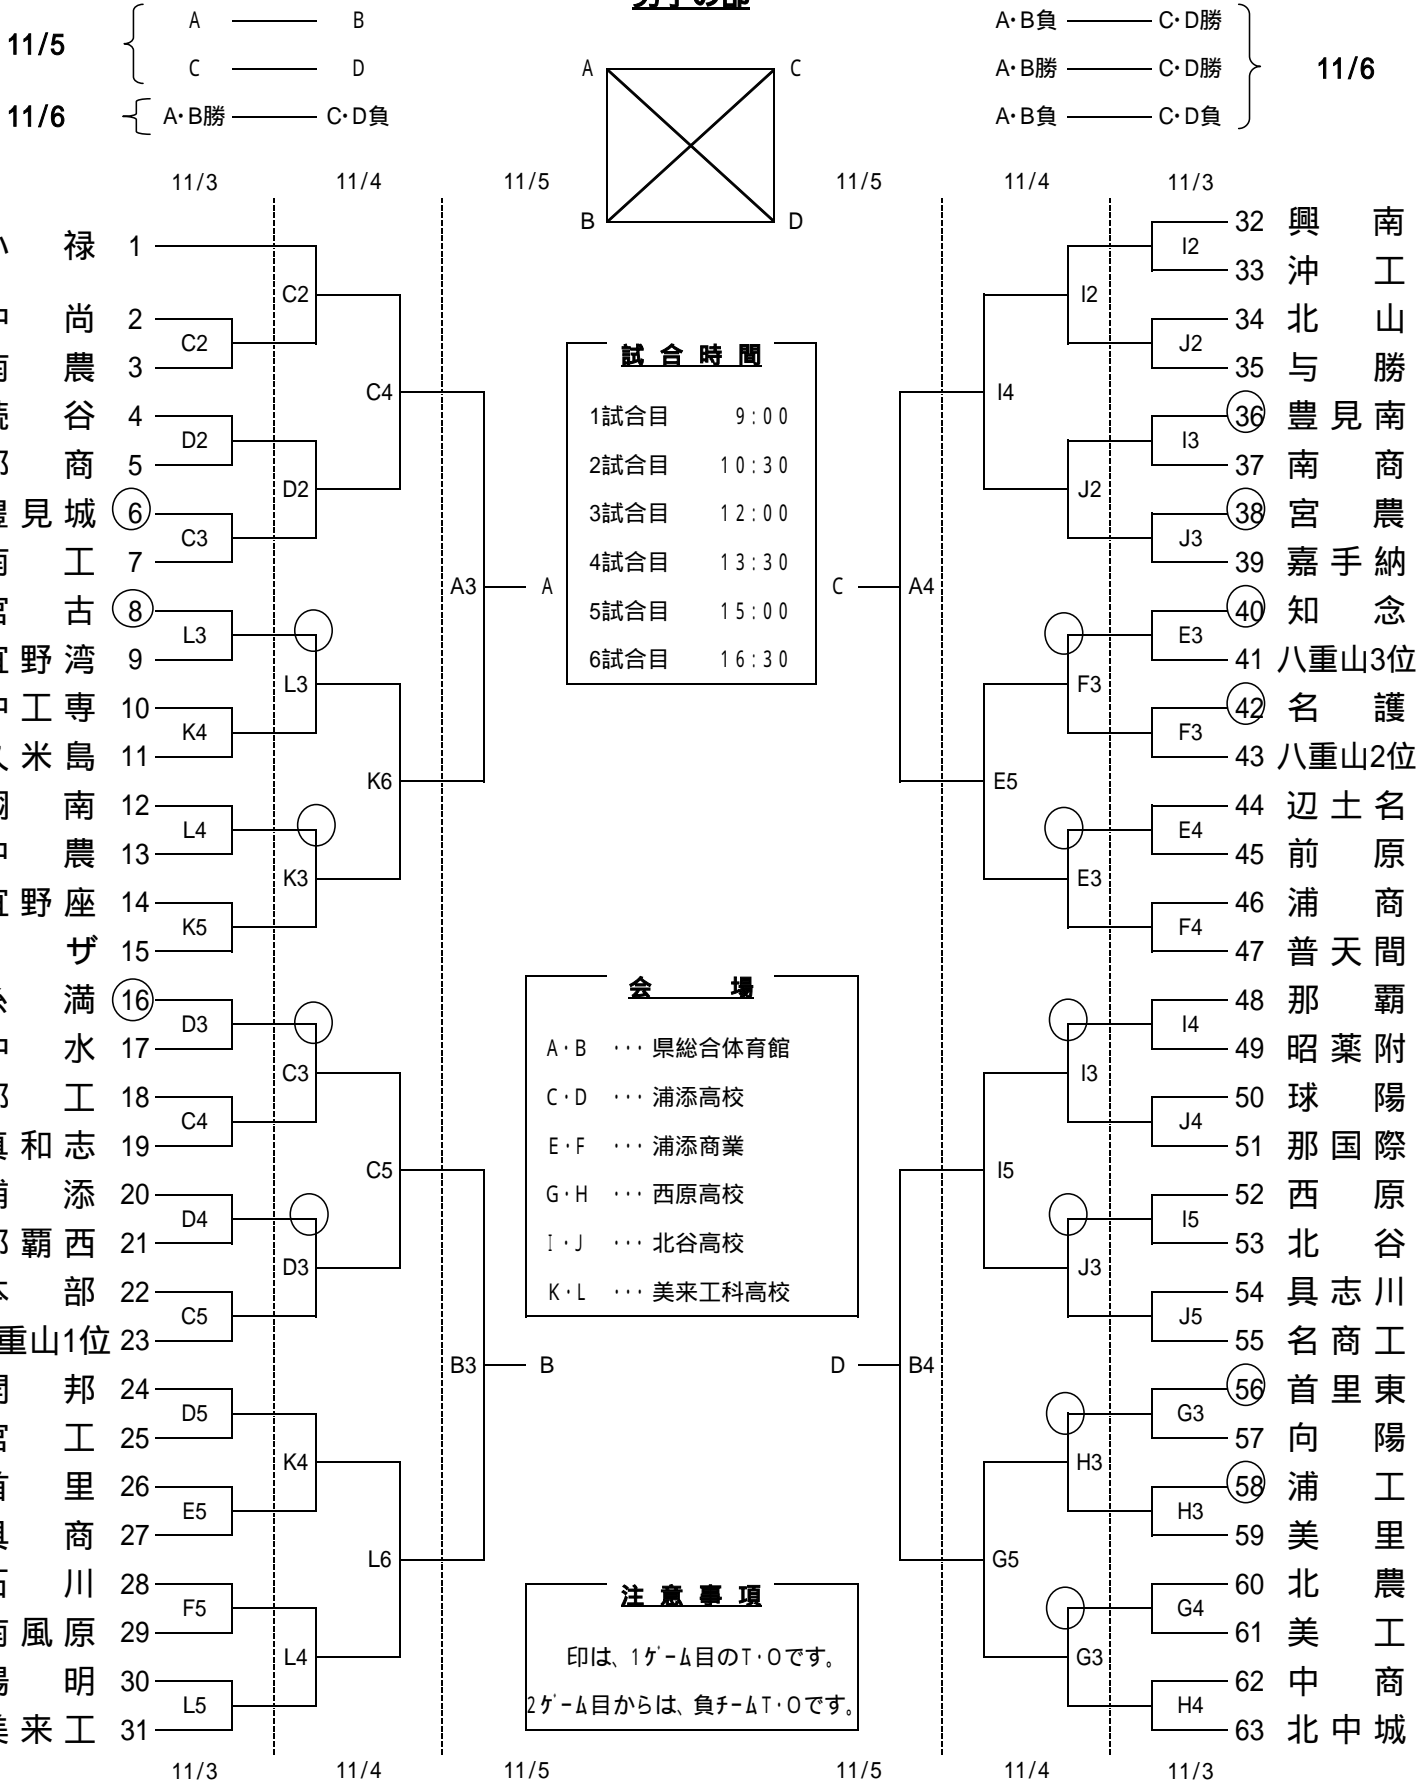 11/5 A B A・B負 C・D勝
C D A・B勝 C・D勝 11/6
11/6 A・B勝 C・D負 A・B負 C・D負
A C
B D
11/3 11/4 11/5 11/5 11/4 11/3
禄 1
尚 2
農 3
谷 4
商 5
見城 6
工 7
古 8
野湾 9
工専 10
米島 11
南 12
農 13
野座 14
ザ 15
満 16
水 17
工 18
和志 19
添 20
覇西 21
部 22
重山1位 23
邦 24
工 25
里 26
商 27
川 28
風原 29
明 30
来工 31
C2
D2
C3
L3
K4
L4
K5
D3
C4
D4
C5
D5
E5
F5
L5
C2
D2
L3
K3
C3
D3
K4
L4
C4
K6
C5
L6
A3 A
B3 B
試合時間
1試合目 9:00
2試合目 10:30
3試合目 12:00
4試合目 13:30
5試合目 15:00
6試合目 16:30
会場
A・B ･･･ 県総合体育館
C・D ･･･ 浦添高校
E・F ･･･ 浦添商業
G・H ･･･ 西原高校
I・J ･･･ 北谷高校
K・L ･･･ 美来工科高校
注意事項
印は、1ゲーム目のT・Oです。
2ゲーム目からは、負チームT・Oです。
C A4
D B4
I4
E5
I5
G5
I2
J2
F3
E3
I3
J3
H3
G3
I2
J2
I3
J3
E3
F3
E4
F4
I4
J4
I5
J5
G3
H3
G4
H4
32 興南
33 沖工
34 北山
35 与勝
36 豊見南
37 南商
38 宮農
39 嘉手納
40 知念
41 八重山3位
42 名護
43 八重山2位
44 辺土名
45 前原
46 浦商
47 普天間
48 那覇
49 昭薬附
50 球陽
51 那国際
52 西原
53 北谷
54 具志川
55 名商工
56 首里東
57 向陽
58 浦工
59 美里
60 北農
61 美工
62 中商
63 北中城
11/3 11/4 11/5 11/5 11/4 11/3